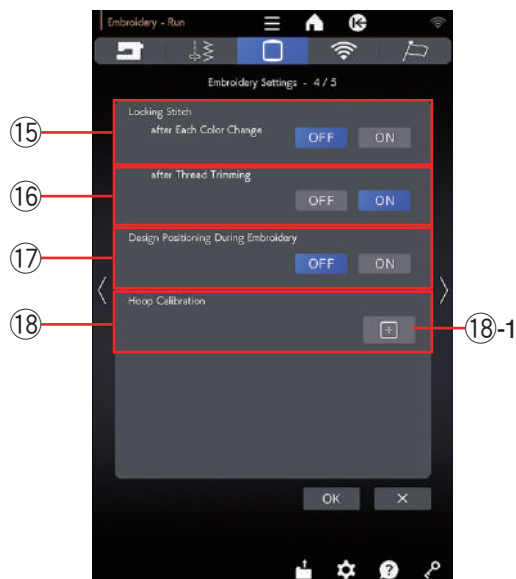 Embroidery - Run
Embroidery Settings - 4 / 5
⑮ Locking Stitch
after Each Color Change
OFF ON
⑯ after Thread Trimming
OFF ON
⑰ Design Positioning During Embroidery
OFF ON
⑱ Hoop Calibration
⑱-1
OK X